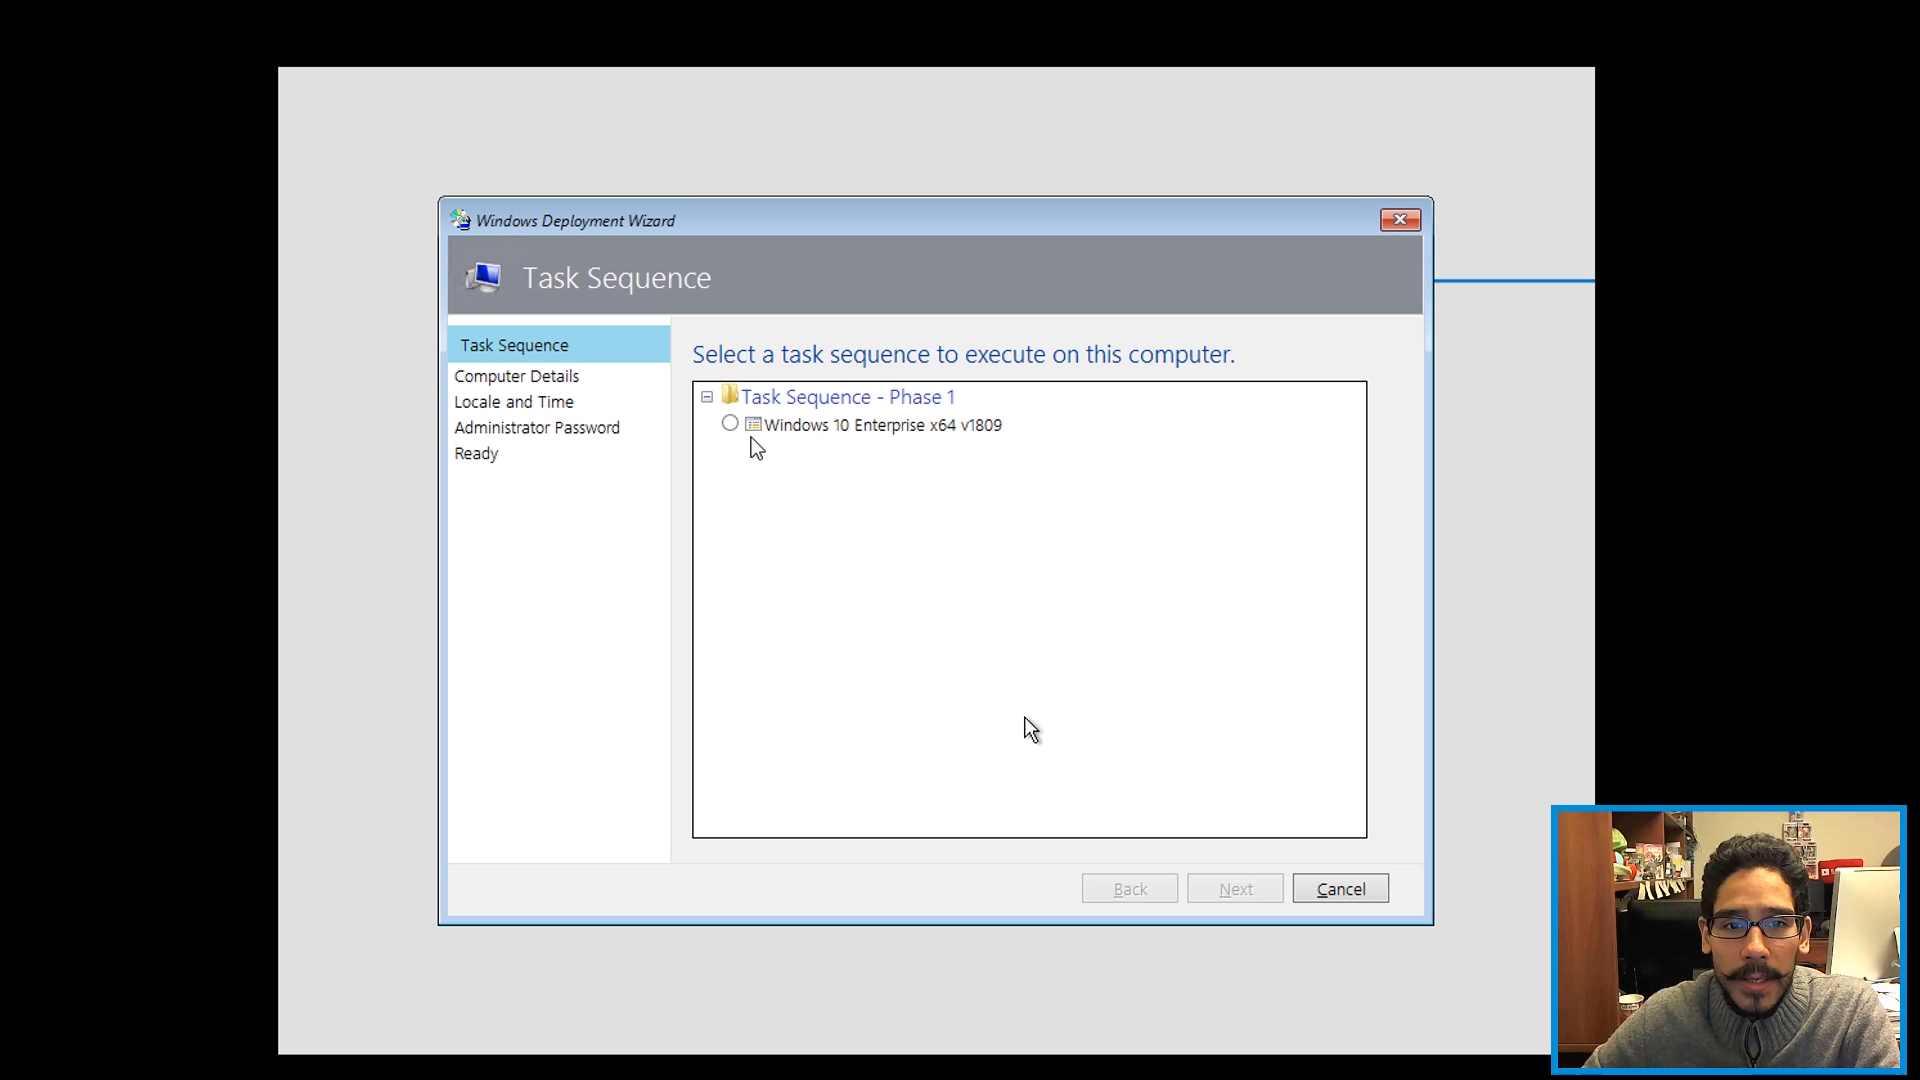 Windows Deployment Wizard
Task Sequence
Task Sequence
Computer Details
Locale and Time
Administrator Password
Ready
Select a task sequence to execute on this computer.
Task Sequence - Phase 1
Windows 10 Enterprise x64 v1809
Back
Next
Cancel